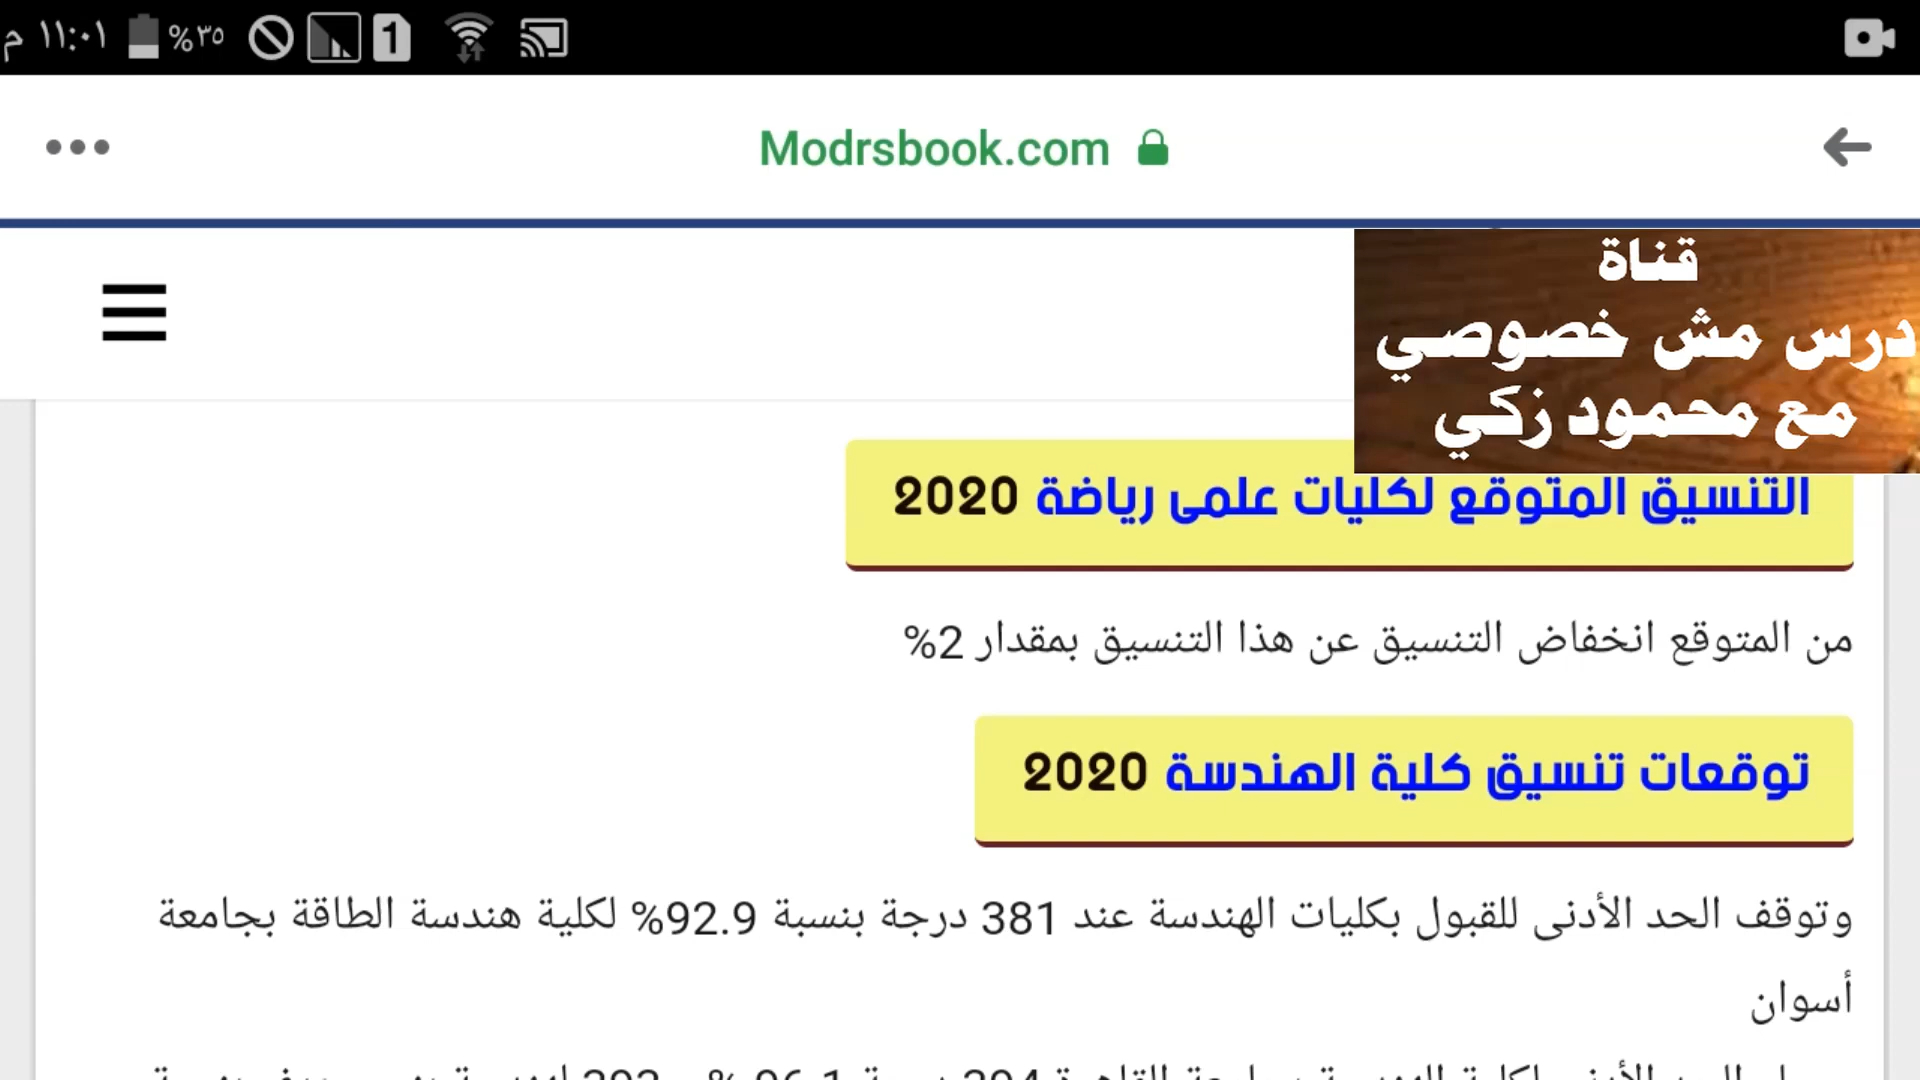 م ١١:٠١ %٣٥ 1
Modrsbook.com
قناة
درس مش خصوصي
مع محمود زكي
التنسيق المتوقع لكليات علمى رياضة 2020
من المتوقع انخفاض التنسيق عن هذا التنسيق بمقدار 2%
توقعات تنسيق كلية الهندسة 2020
وتوقف الحد الأدنى للقبول بكليات الهندسة عند 381 درجة بنسبة 92.9% لكلية هندسة الطاقة بجامعة
أسوان